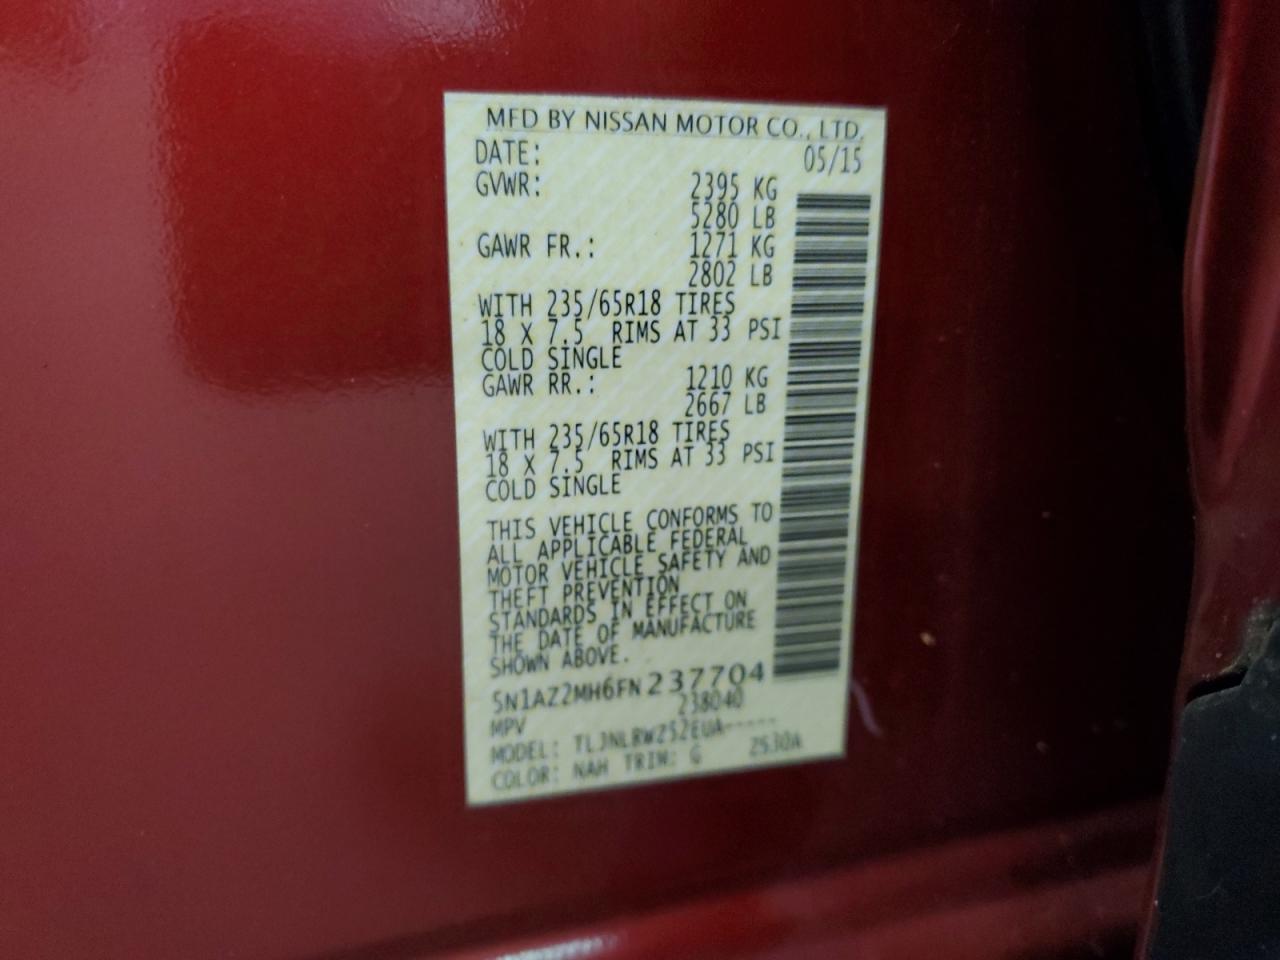 MFD BY NISSAN MOTOR CO., LTD.
DATE: 05/15
GVWR: 2395 KG
5280 LB
GAWR FR.: 1271 KG
2802 LB
WITH 235/65R18 TIRES
18 X 7.5 RIMS AT 33 PSI
COLD SINGLE
GAWR RR.: 1210 KG
2667 LB
WITH 235/65R18 TIRES
18 X 7.5 RIMS AT 33 PSI
COLD SINGLE
THIS VEHICLE CONFORMS TO
ALL APPLICABLE FEDERAL
MOTOR VEHICLE SAFETY AND
THEFT PREVENTION
STANDARDS IN EFFECT ON
THE DATE OF MANUFACTURE
SHOWN ABOVE.
5N1AZ2MH6FN237704
238040
MPV
MODEL: TLJNLRWZ52EUA-----
COLOR: NAH TRIM: G ZS30A